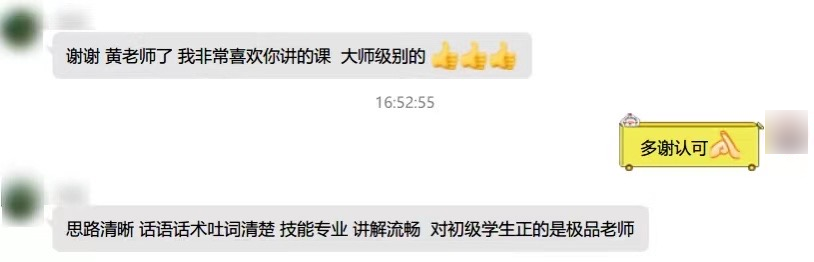 谢谢 黄老师了 我非常喜欢你讲的课  大师级别的 👍👍👍
16:52:55
多谢认可🙏
思路清晰 话语话术吐词清楚 技能专业 讲解流畅  对初级学生正的是极品老师